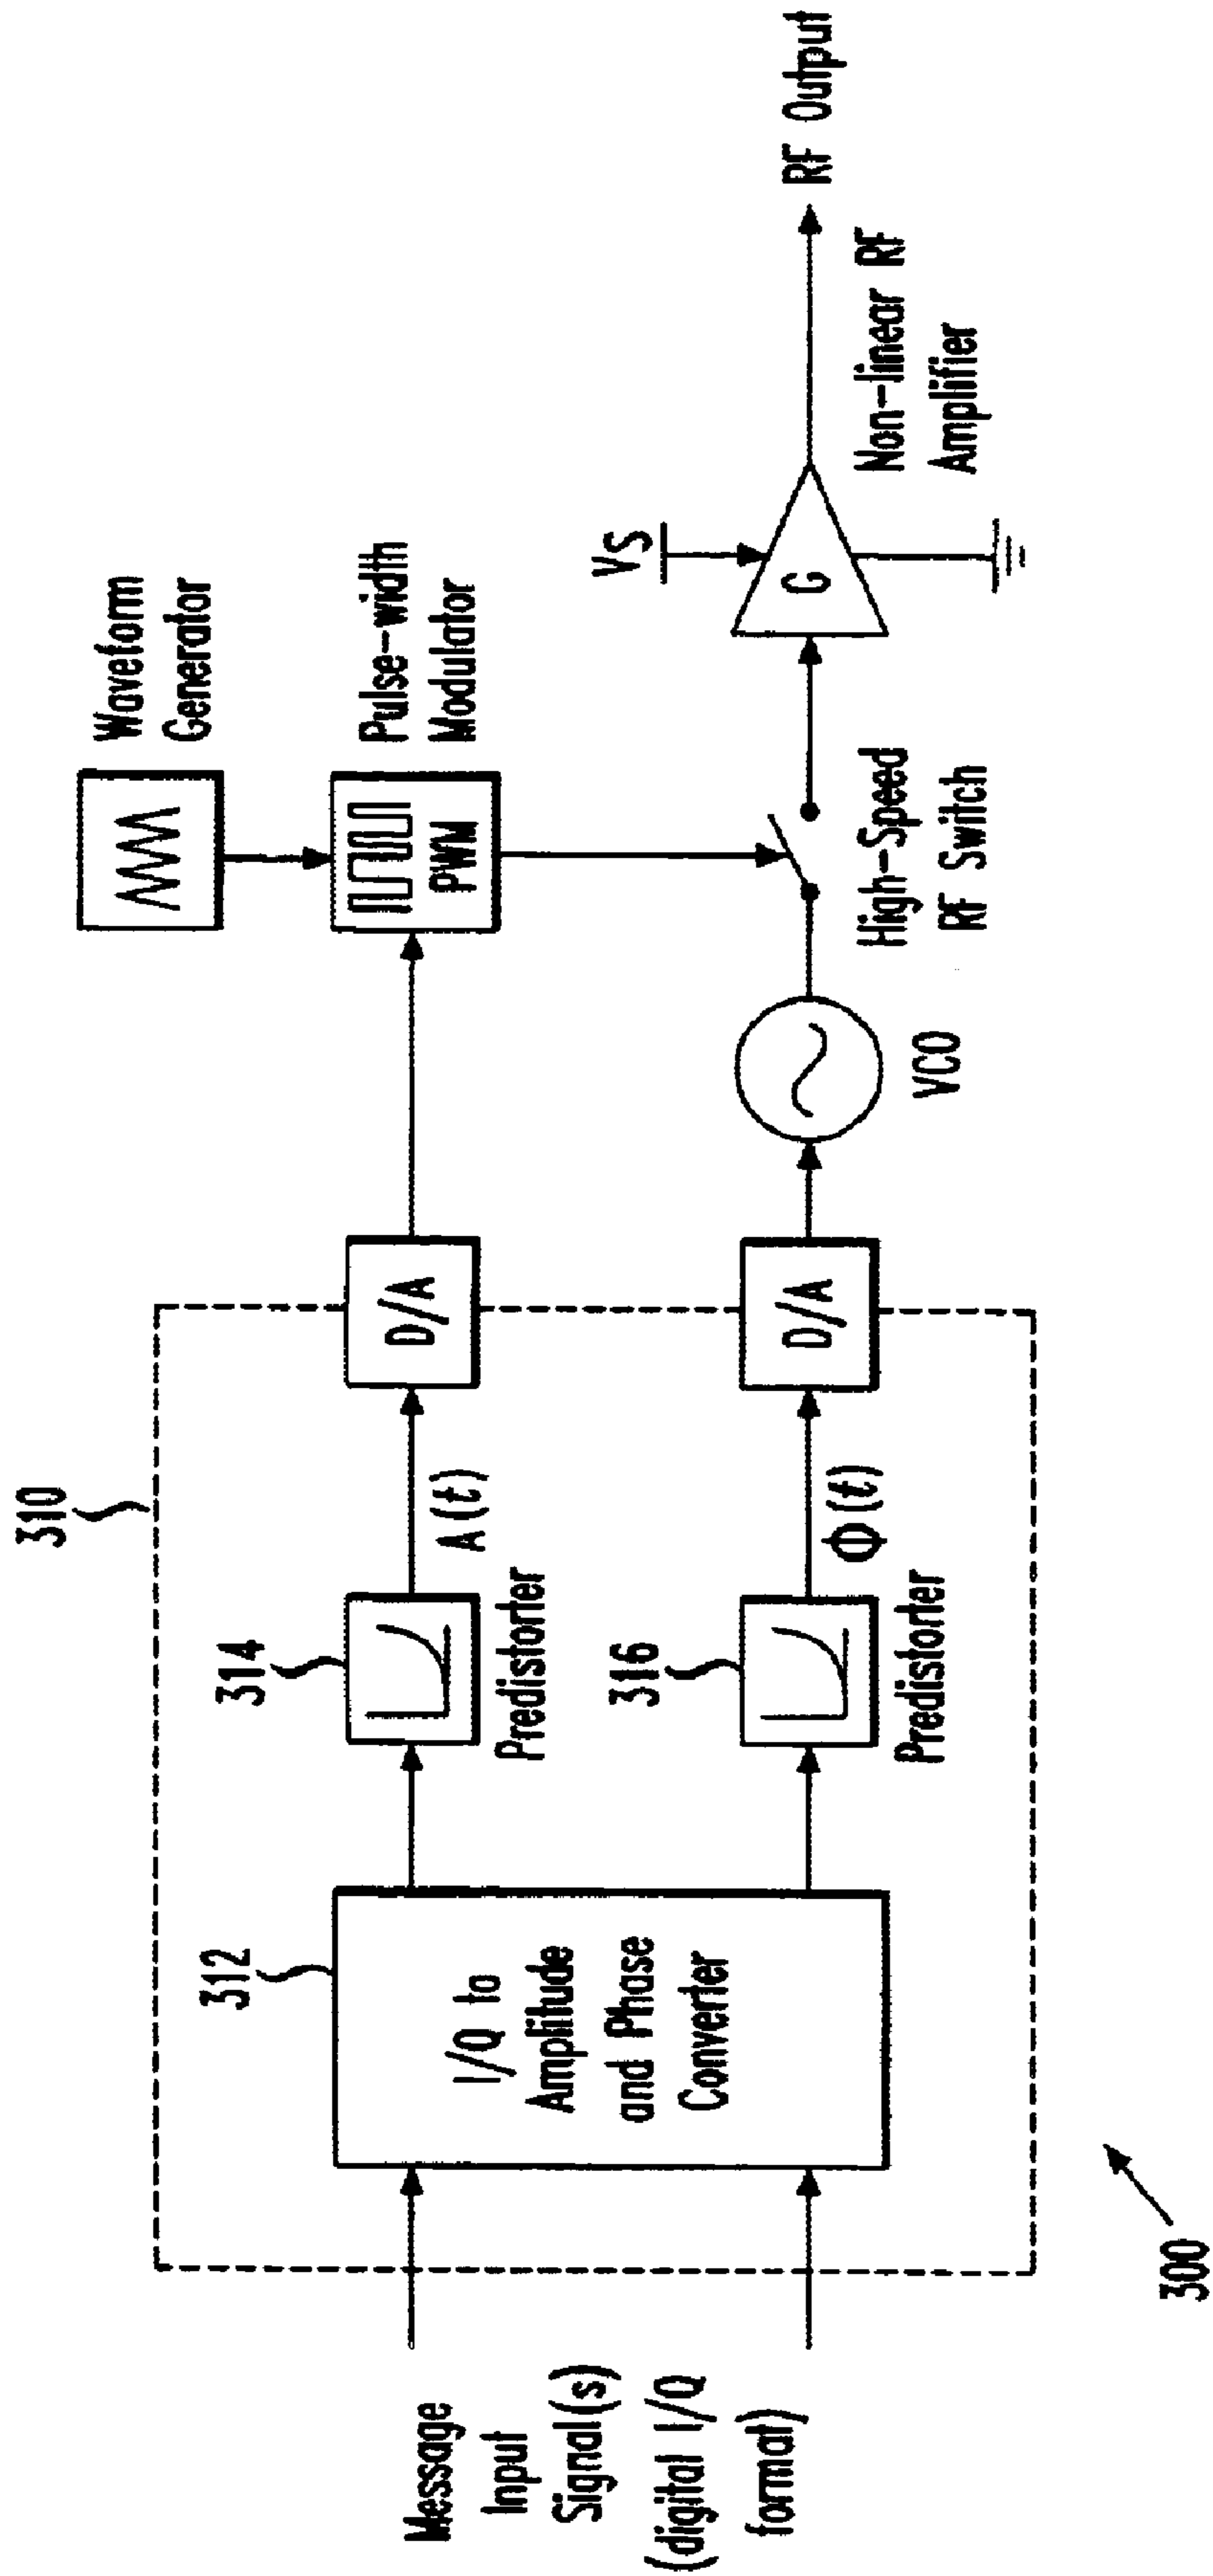 Message
Input
Signal(s)
(digital I/Q
format)
300
310
312
I/Q to
Amplitude
and Phase
Converter
314
Predistorter
A(t)
316
Predistorter
Φ(t)
D/A
D/A
Waveform
Generator
Pulse-width
Modulator
PWM
VCO
High-Speed
RF Switch
VS
G
Non-linear RF
Amplifier
RF Output